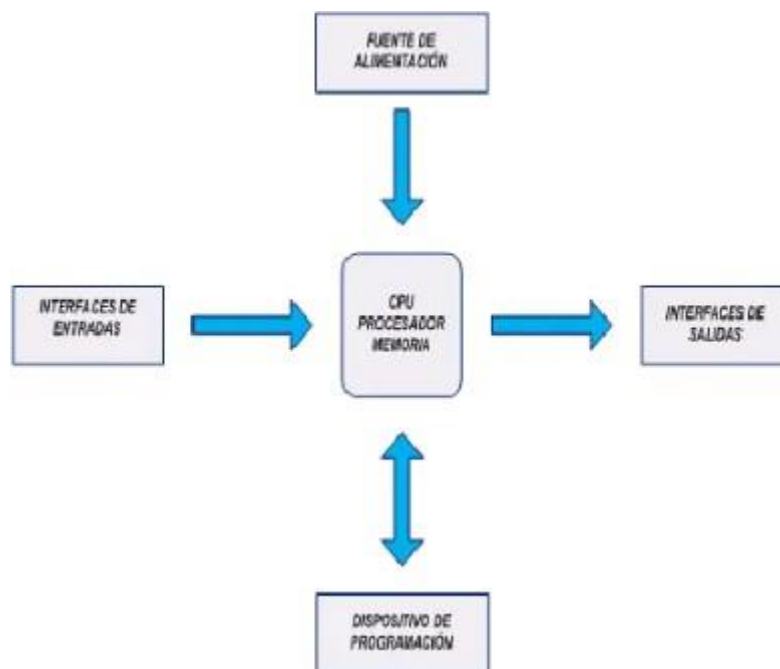 FUENTE DE
ALIMENTACIÓN
INTERFACES DE
ENTRADAS
CPU
PROCESADOR
MEMORIA
INTERFACES DE
SALIDAS
DISPOSITIVO DE
PROGRAMACIÓN